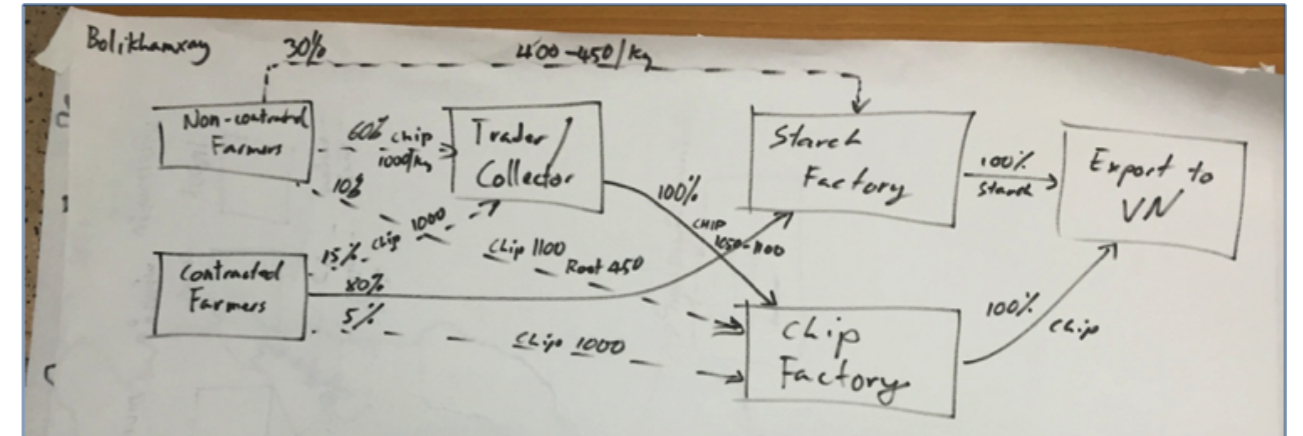 Bolikhamxay
30%
400-450/Kg
Non-contracted
Farmers
60% chip
1000/Kg
10%
Trader/
Collector
Starch
Factory
100%
Starch
Export to
VN
100%
CHIP
1050-1100
15% chip 1000
Contracted
Farmers
80%
5%
Chip 1100
Root 450
Chip 1000
Chip
Factory
100%
Chip